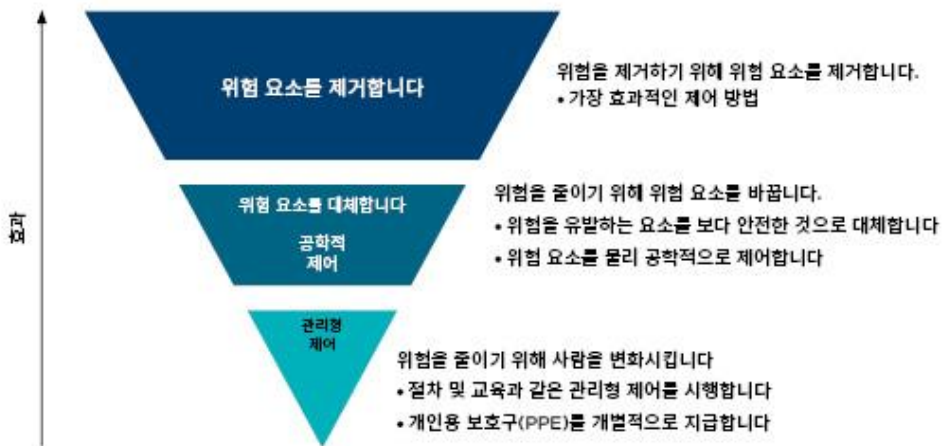 효과
위험 요소를 제거합니다
위험을 제거하기 위해 위험 요소를 제거합니다.
• 가장 효과적인 제어 방법
위험 요소를 대체합니다
공학적
제어
위험을 줄이기 위해 위험 요소를 바꿉니다.
• 위험을 유발하는 요소를 보다 안전한 것으로 대체합니다
• 위험 요소를 물리 공학적으로 제어합니다
관리형
제어
위험을 줄이기 위해 사람을 변화시킵니다
• 절차 및 교육과 같은 관리형 제어를 시행합니다
• 개인용 보호구(PPE)를 개별적으로 지급합니다